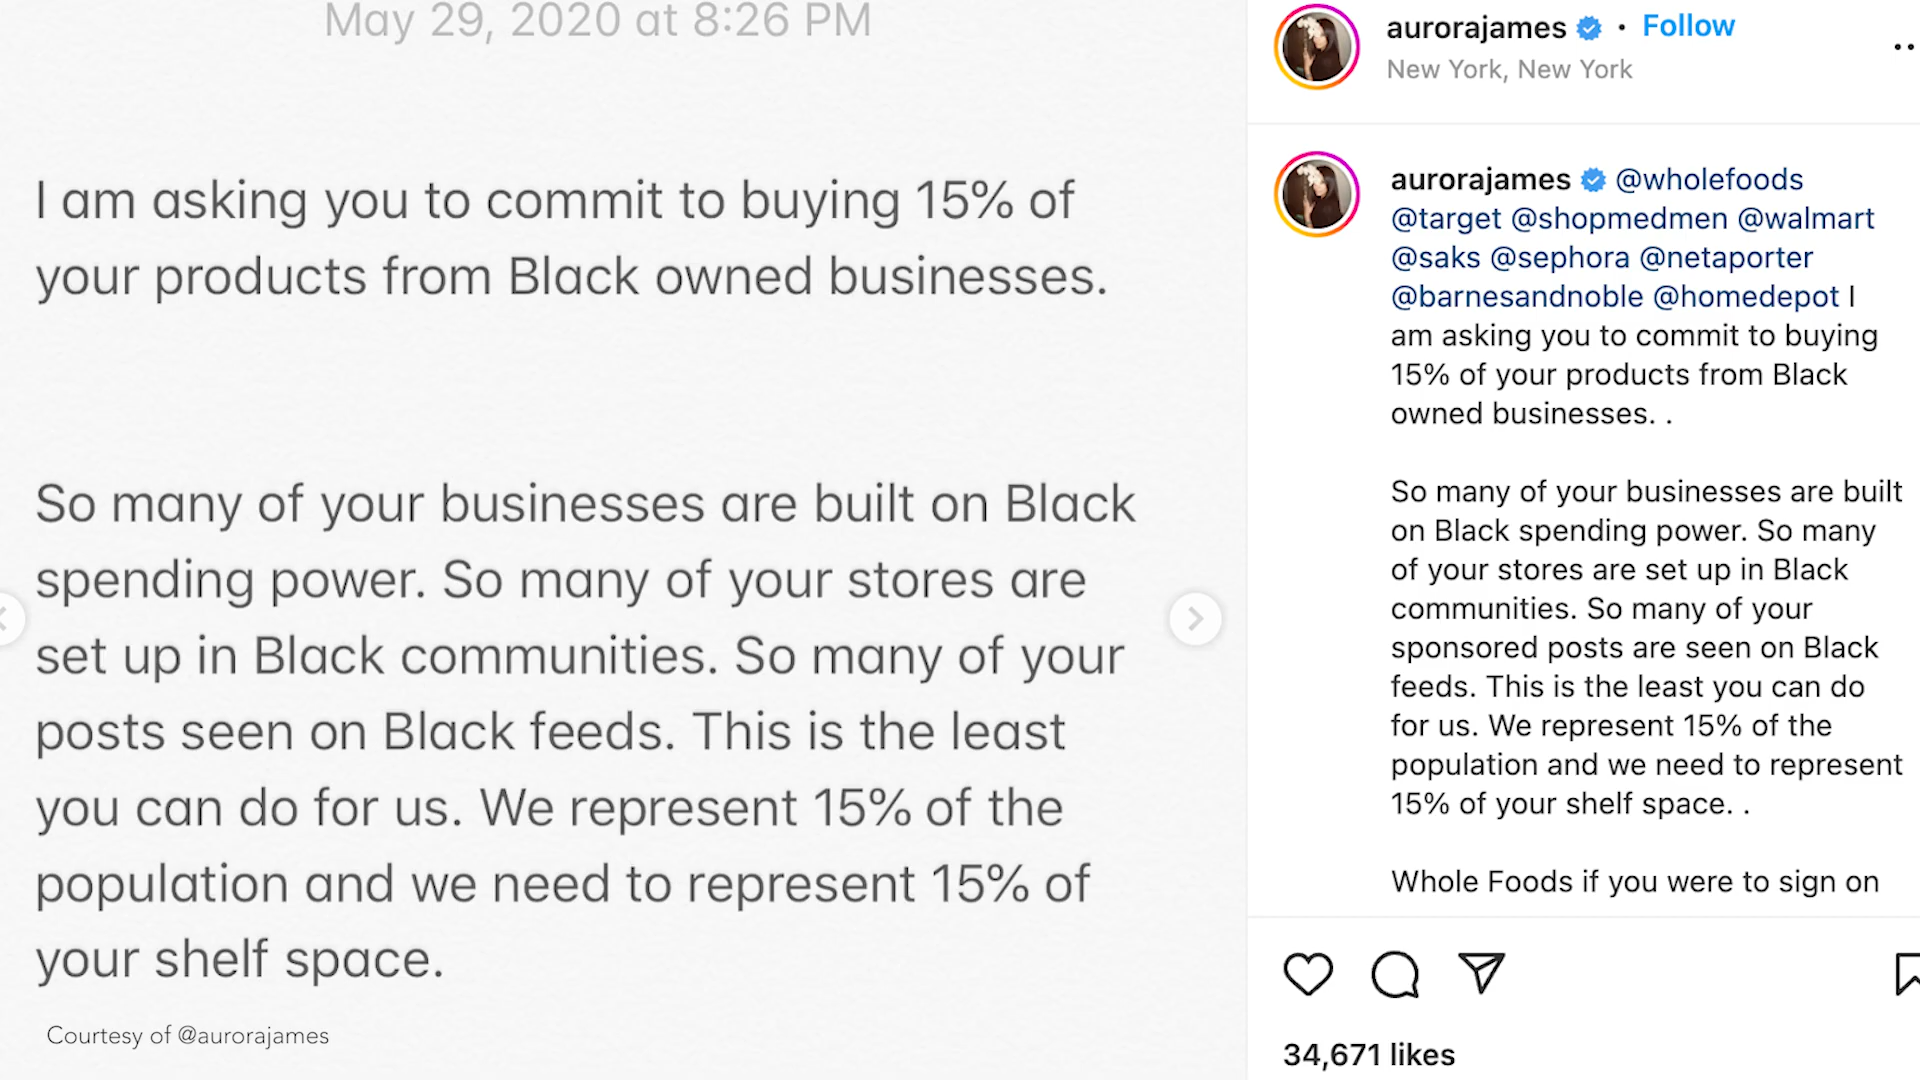 May 29, 2020 at 8:26 PM
I am asking you to commit to buying 15% of
your products from Black owned businesses.
So many of your businesses are built on Black
spending power. So many of your stores are
set up in Black communities. So many of your
posts seen on Black feeds. This is the least
you can do for us. We represent 15% of the
population and we need to represent 15% of
your shelf space.
Courtesy of @aurorajames
aurorajames • Follow
New York, New York
aurorajames @wholefoods
@target @shopmedmen @walmart
@saks @sephora @netaporter
@barnesandnoble @homedepot I
am asking you to commit to buying
15% of your products from Black
owned businesses. .
So many of your businesses are built
on Black spending power. So many
of your stores are set up in Black
communities. So many of your
sponsored posts are seen on Black
feeds. This is the least you can do
for us. We represent 15% of the
population and we need to represent
15% of your shelf space. .
Whole Foods if you were to sign on
34,671 likes